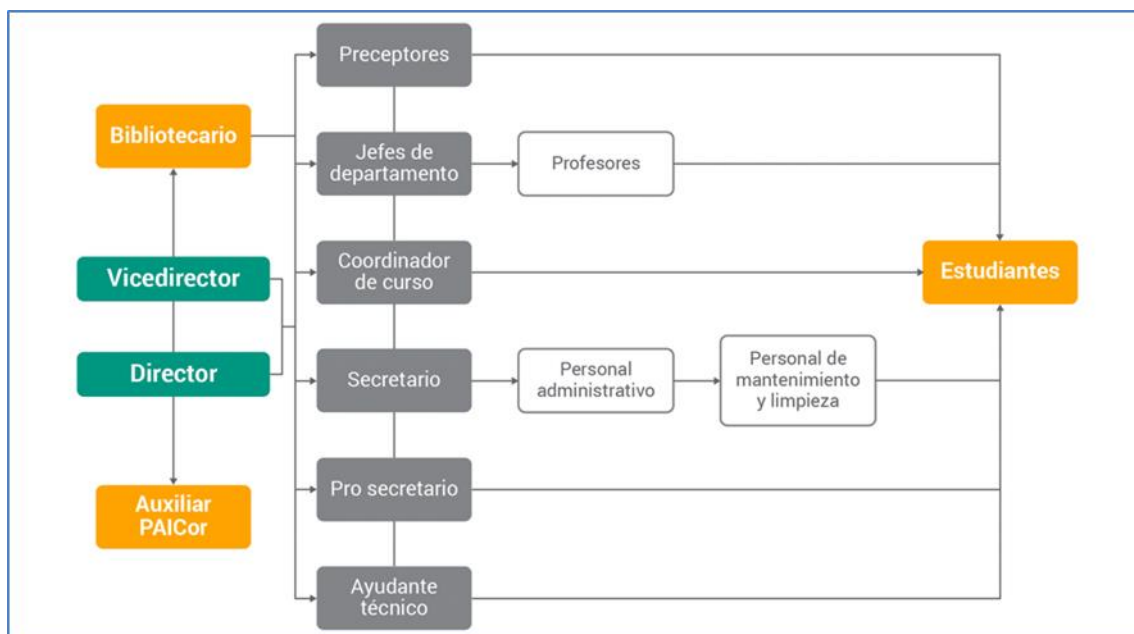 Preceptores
Bibliotecario
Jefes de
departamento
Profesores
Vicedirector
Coordinador
de curso
Estudiantes
Director
Secretario
Personal
administrativo
Personal de
mantenimiento
y limpieza
Auxiliar
PAICor
Pro secretario
Ayudante
técnico